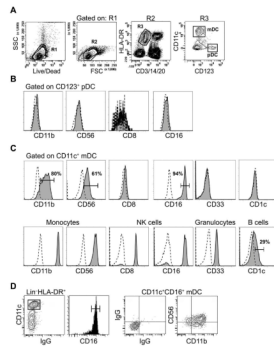 A
Gated on: R1
R2
R3
SSC
R1
R2
HLA-DR
R3
CD11c
mDC
pDC
Live/Dead
FSC
CD3/14/20
CD123
B
Gated on CD123⁺ pDC
CD11b
CD56
CD8
CD16
C
Gated on CD11c⁺ mDC
80%
61%
94%
CD11b
CD56
CD8
CD16
CD33
CD1c
Monocytes
NK cells
Granulocytes
B cells
29%
CD11b
CD56
CD8
CD16
CD33
CD1c
D
Lin⁻HLA-DR⁺
CD11c⁺CD16⁺ mDC
CD11c
IgG
CD56
IgG
CD16
IgG
CD11b